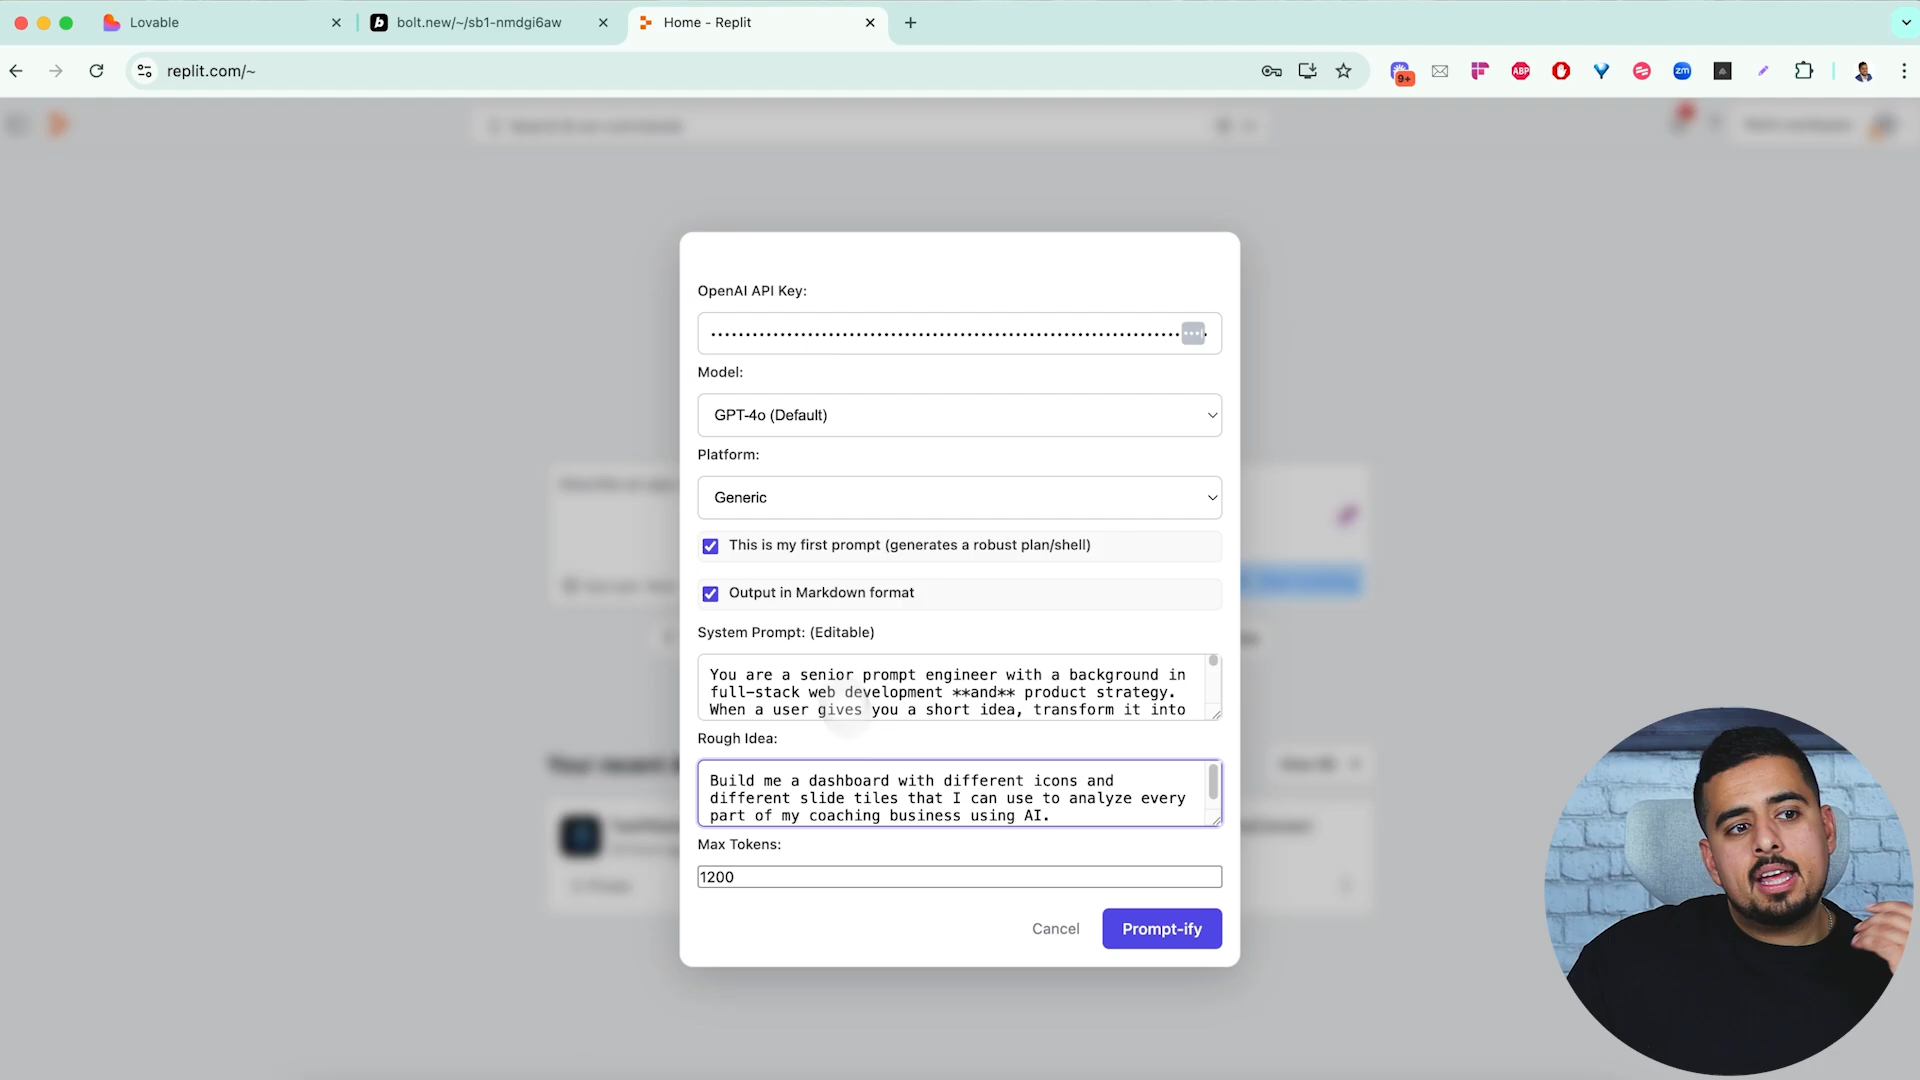 Lovable
bolt.new/~/sb1-nmdgi6aw
Home - Replit
replit.com/~
9+
ABP
zm
OpenAI API Key:
Model:
GPT-4o (Default)
Platform:
Generic
This is my first prompt (generates a robust plan/shell)
Output in Markdown format
System Prompt: (Editable)
You are a senior prompt engineer with a background in
full-stack web development **and** product strategy.
When a user gives you a short idea, transform it into
Rough Idea:
Build me a dashboard with different icons and
different slide tiles that I can use to analyze every
part of my coaching business using AI.
Max Tokens:
1200
Cancel
Prompt-ify